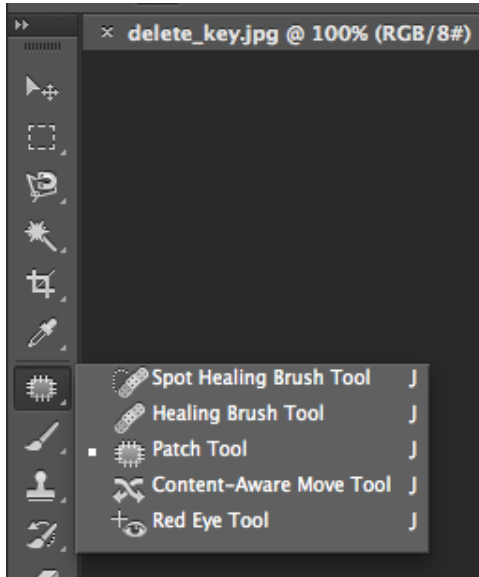 × delete_key.jpg @ 100% (RGB/8#)
Spot Healing Brush Tool J
Healing Brush Tool J
Patch Tool J
Content-Aware Move Tool J
Red Eye Tool J